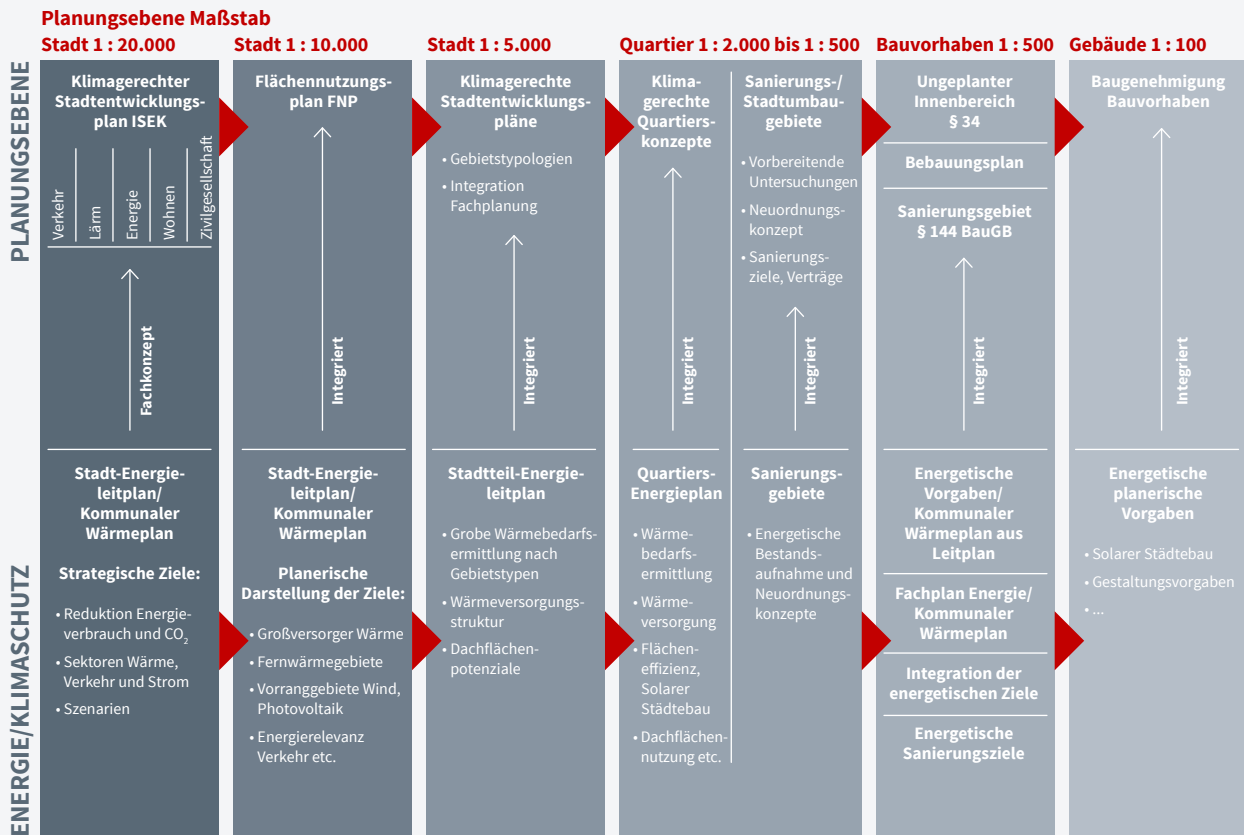 Planungsebene Maßstab
Stadt 1 : 20.000
Stadt 1 : 10.000
Stadt 1 : 5.000
Quartier 1 : 2.000 bis 1 : 500
Bauvorhaben 1 : 500
Gebäude 1 : 100
PLANUNGSEBENE
Klimagerechter
Stadtentwicklungs-
plan ISEK
Verkehr
Lärm
Energie
Wohnen
Zivilgesellschaft
Fachkonzept
Flächennutzungs-
plan FNP
Integriert
Klimagerechte
Stadtentwicklungs-
pläne
• Gebietstypologien
• Integration
Fachplanung
Integriert
Klima-
gerechte
Quartiers-
konzepte
Integriert
Sanierungs-/
Stadtumbau-
gebiete
• Vorbereitende
Untersuchungen
• Neuordnungs-
konzept
• Sanierungs-
ziele, Verträge
Integriert
Ungeplanter
Innenbereich
§ 34
Bebauungsplan
Sanierungsgebiet
§ 144 BauGB
Integriert
Baugenehmigung
Bauvorhaben
Integriert
ENERGIE/KLIMASCHUTZ
Stadt-Energie-
leitplan/
Kommunaler
Wärmeplan
Strategische Ziele:
• Reduktion Energie-
verbrauch und CO₂
• Sektoren Wärme,
Verkehr und Strom
• Szenarien
Stadt-Energie-
leitplan/
Kommunaler
Wärmeplan
Planerische
Darstellung der Ziele:
• Großversorger Wärme
• Fernwärmegebiete
• Vorranggebiete Wind,
Photovoltaik
• Energierelevanz
Verkehr etc.
Stadtteil-Energie-
leitplan
• Grobe Wärmebedarfs-
ermittlung nach
Gebietstypen
• Wärmeversorgungs-
struktur
• Dachflächen-
potenziale
Quartiers-
Energieplan
• Wärme-
bedarfs-
ermittlung
• Wärme-
versorgung
• Flächen-
effizienz,
Solarer
Städtebau
• Dachflächen-
nutzung etc.
Sanierungs-
gebiete
• Energetische
Bestands-
aufnahme und
Neuordnungs-
konzepte
Energetische
Vorgaben/
Kommunaler
Wärmeplan aus
Leitplan
Fachplan Energie/
Kommunaler
Wärmeplan
Integration der
energetischen Ziele
Energetische
Sanierungsziele
Energetische
planerische
Vorgaben
• Solarer Städtebau
• Gestaltungsvorgaben
• ...